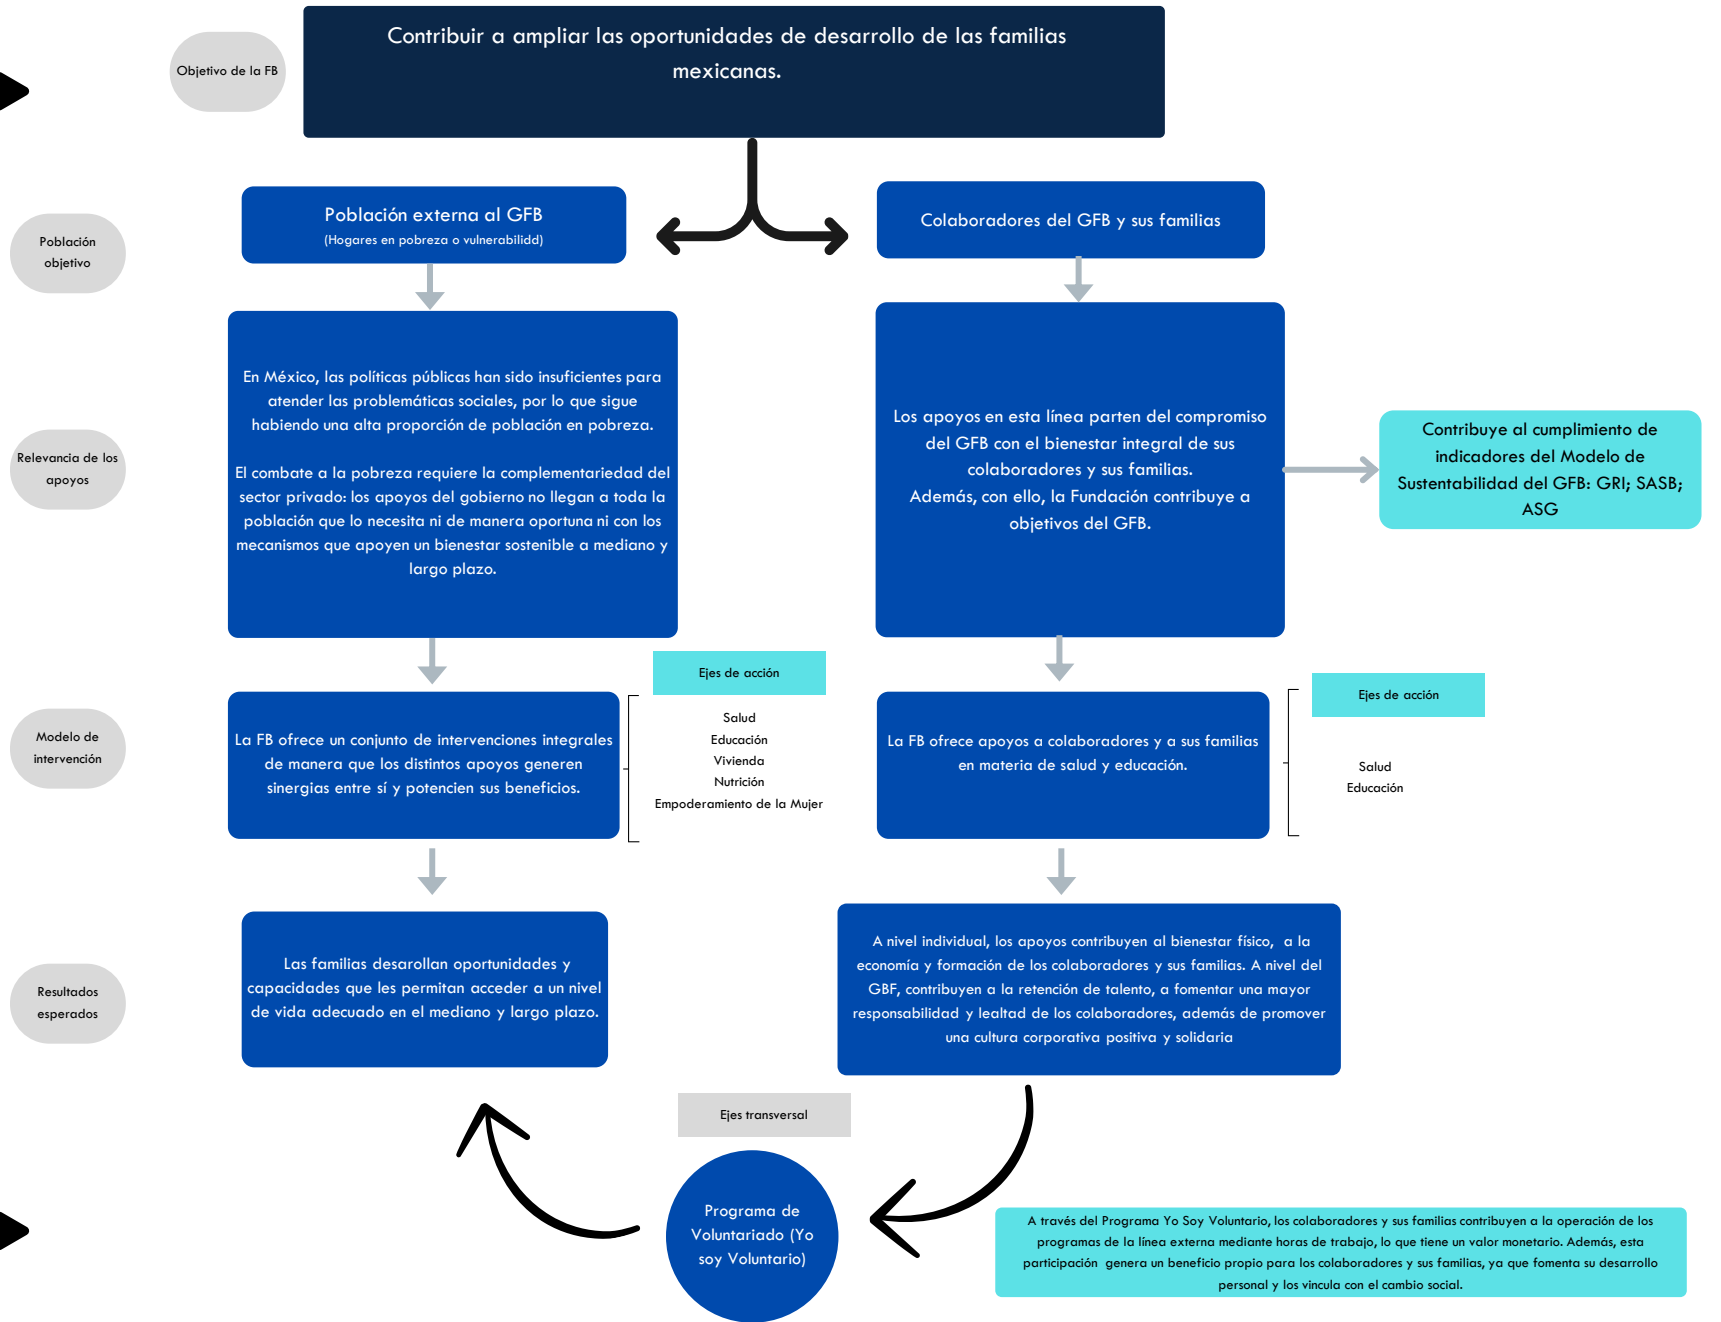 Objetivo de la FB
Contribuir a ampliar las oportunidades de desarrollo de las familias
mexicanas.
Población
objetivo
Población externa al GFB
(Hogares en pobreza o vulnerabilidd)
Colaboradores del GFB y sus familias
Relevancia de los
apoyos
En México, las políticas públicas han sido insuficientes para
atender las problemáticas sociales, por lo que sigue
habiendo una alta proporción de población en pobreza.
El combate a la pobreza requiere la complementariedad del
sector privado: los apoyos del gobierno no llegan a toda la
población que lo necesita ni de manera oportuna ni con los
mecanismos que apoyen un bienestar sostenible a mediano y
largo plazo.
Los apoyos en esta línea parten del compromiso
del GFB con el bienestar integral de sus
colaboradores y sus familias.
Además, con ello, la Fundación contribuye a
objetivos del GFB.
Contribuye al cumplimiento de
indicadores del Modelo de
Sustentabilidad del GFB: GRI; SASB;
ASG
Modelo de
intervención
La FB ofrece un conjunto de intervenciones integrales
de manera que los distintos apoyos generen
sinergias entre sí y potencien sus beneficios.
Ejes de acción
Salud
Educación
Vivienda
Nutrición
Empoderamiento de la Mujer
La FB ofrece apoyos a colaboradores y a sus familias
en materia de salud y educación.
Ejes de acción
Salud
Educación
Resultados
esperados
Las familias desarollan oportunidades y
capacidades que les permitan acceder a un nivel
de vida adecuado en el mediano y largo plazo.
A nivel individual, los apoyos contribuyen al bienestar físico, a la
economía y formación de los colaboradores y sus familias. A nivel del
GBF, contribuyen a la retención de talento, a fomentar una mayor
responsabilidad y lealtad de los colaboradores, además de promover
una cultura corporativa positiva y solidaria
Ejes transversal
Programa de
Voluntariado (Yo
soy Voluntario)
A través del Programa Yo Soy Voluntario, los colaboradores y sus familias contribuyen a la operación de los
programas de la línea externa mediante horas de trabajo, lo que tiene un valor monetario. Además, esta
participación genera un beneficio propio para los colaboradores y sus familias, ya que fomenta su desarrollo
personal y los vincula con el cambio social.